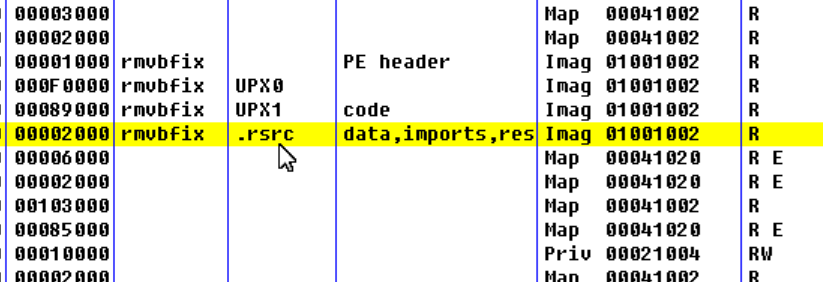 00003000 Map 00041002 R
00002000 Map 00041002 R
00001000 rmvbfix PE header Imag 01001002 R
000F0000 rmvbfix UPX0 Imag 01001002 R
00089000 rmvbfix UPX1 code Imag 01001002 R
00002000 rmvbfix .rsrc data,imports,res Imag 01001002 R
00006000 Map 00041020 R E
00002000 Map 00041020 R E
00103000 Map 00041002 R
00085000 Map 00041020 R E
00010000 Priv 00021004 RW
00002000 Map 00041002 R